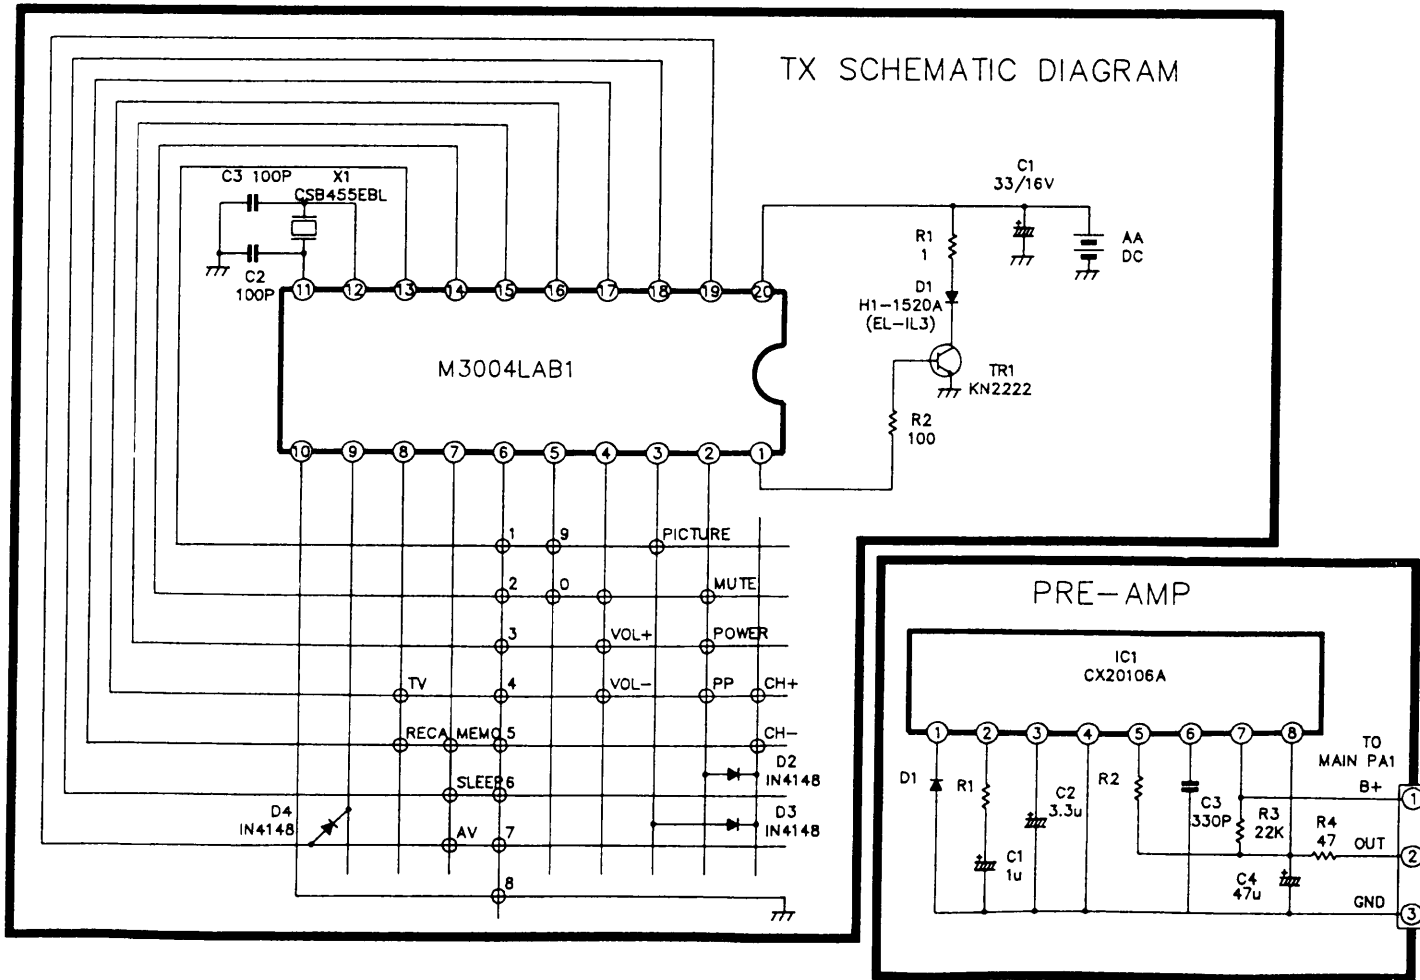 TX SCHEMATIC DIAGRAM
C3 100P
X1
CSB455EBL
C2
100P
C1
33/16V
R1
1
AA
DC
D1
H1-1520A
(EL-IL3)
TR1
KN2222
R2
100
11 12 13 14 15 16 17 18 19 20
M3004LAB1
10 9 8 7 6 5 4 3 2 1
1 9 PICTURE
2 0 MUTE
3 VOL+ POWER
TV 4 VOL- PP CH+
RECA MEMO 5 CH-
D2
IN4148
SLEEP 6
D4
IN4148
D3
IN4148
AV 7
8
PRE-AMP
IC1
CX20106A
1 2 3 4 5 6 7 8
TO
MAIN PA1
D1
R1
C2
3.3u
R2
C3
330P
R3
22K
R4
47
C1
1u
C4
47u
B+ 1
OUT 2
GND 3